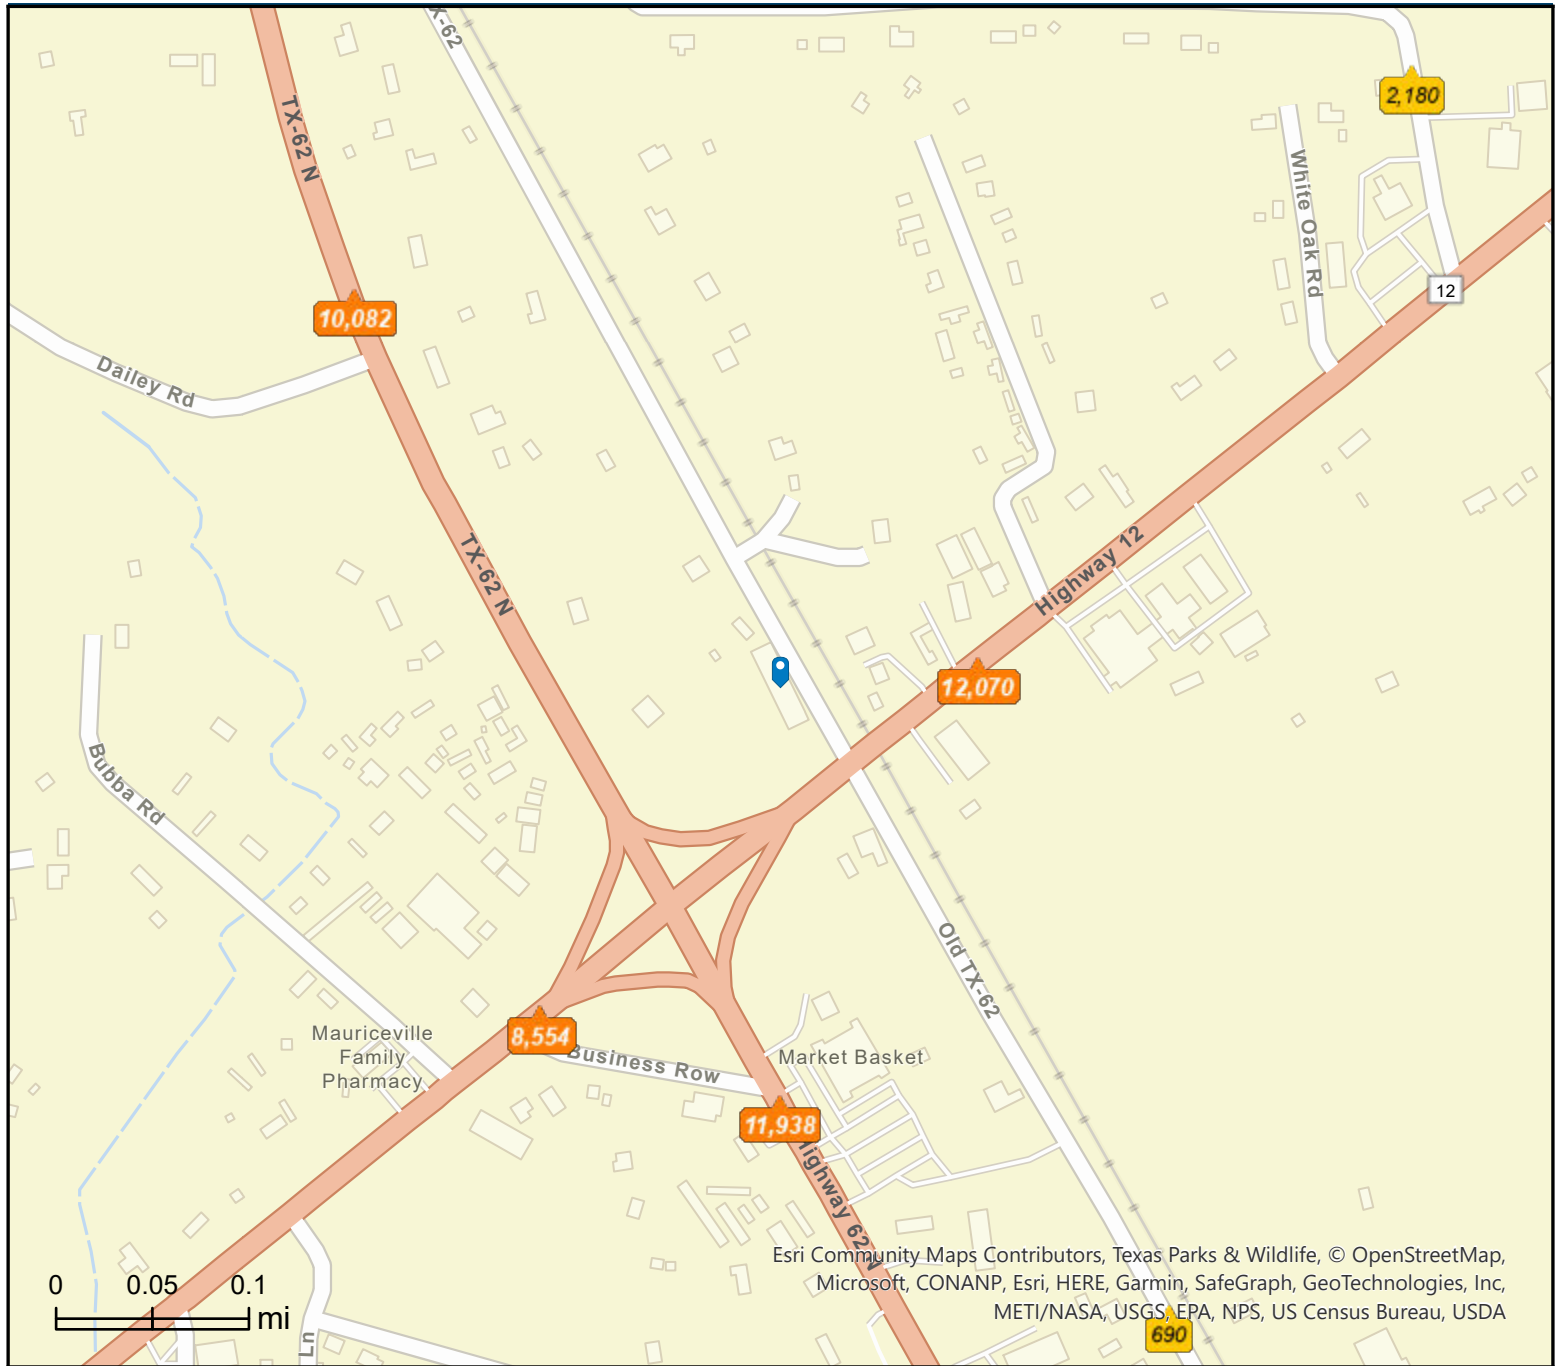 X-62
2,180
TX-62 N
White Oak Rd
12
10,082
Dailey Rd
Highway 12
TX-62 N
12,070
Bubba Rd
Old TX-62
8,554
Mauriceville
Family
Pharmacy
Business Row
Market Basket
11,938
Highway 62 N
Esri Community Maps Contributors, Texas Parks & Wildlife, © OpenStreetMap,
Microsoft, CONANP, Esri, HERE, Garmin, SafeGraph, GeoTechnologies, Inc,
METI/NASA, USGS, EPA, NPS, US Census Bureau, USDA
0 0.05 0.1
mi
Ln
690